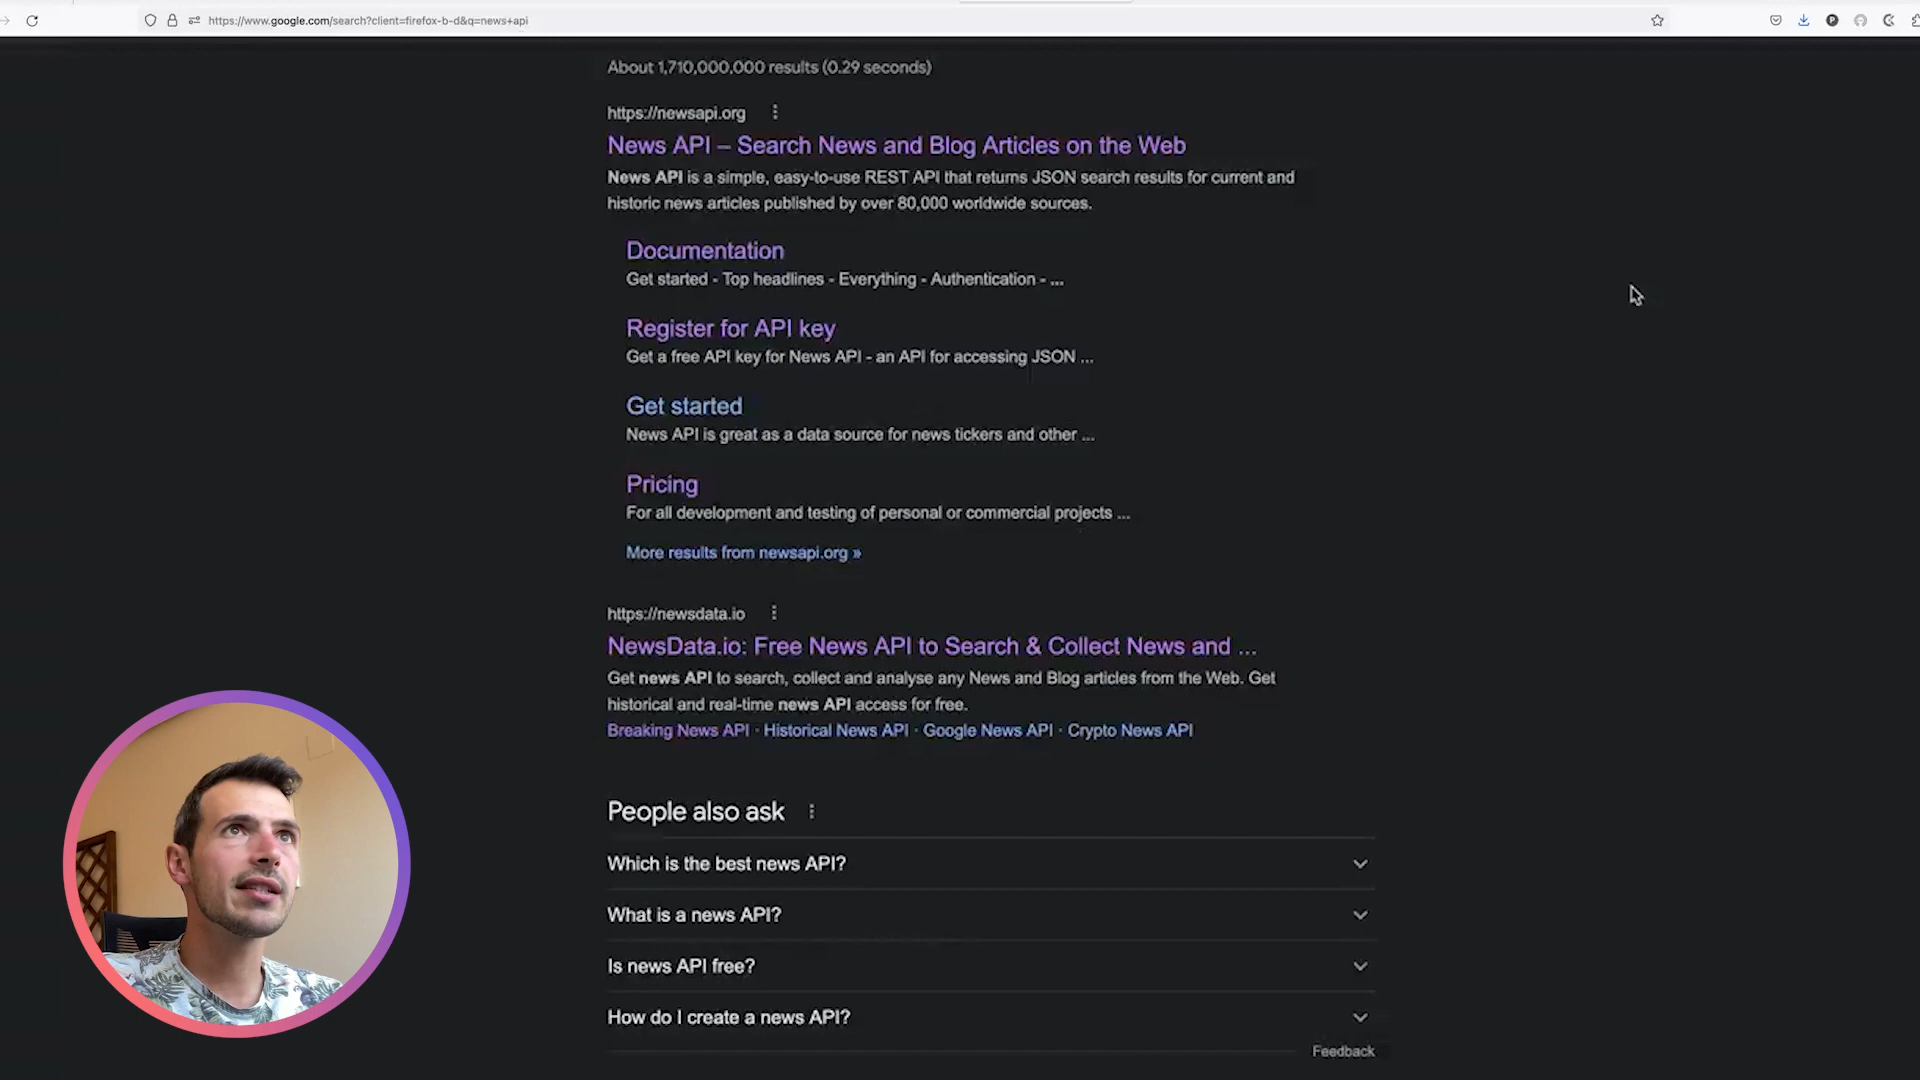 https://www.google.com/search?client=firefox-b-d&q=news+api
About 1,710,000,000 results (0.29 seconds)
https://newsapi.org
News API – Search News and Blog Articles on the Web
News API is a simple, easy-to-use REST API that returns JSON search results for current and
historic news articles published by over 80,000 worldwide sources.
Documentation
Get started - Top headlines - Everything - Authentication - ...
Register for API key
Get a free API key for News API - an API for accessing JSON ...
Get started
News API is great as a data source for news tickers and other ...
Pricing
For all development and testing of personal or commercial projects ...
More results from newsapi.org »
https://newsdata.io
NewsData.io: Free News API to Search & Collect News and ...
Get news API to search, collect and analyse any News and Blog articles from the Web. Get
historical and real-time news API access for free.
Breaking News API · Historical News API · Google News API · Crypto News API
People also ask
Which is the best news API?
What is a news API?
Is news API free?
How do I create a news API?
Feedback